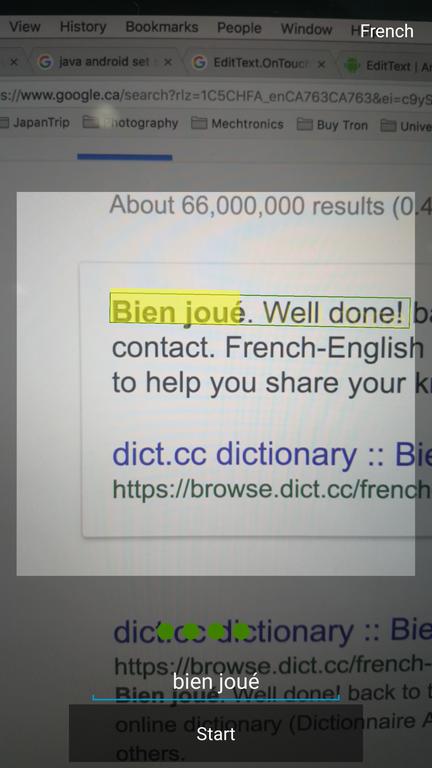 View History Bookmarks People Window
French
java android set EditText.OnTouch EditText | An
s://www.google.ca/search?rlz=1C5CHFA_enCA763CA763&ei=c9yS
JapanTrip Photography Mechtronics Buy Tron Unive
About 66,000,000 results (0.4
Bien joué. Well done! ba
contact. French-English
to help you share your k
dict.cc dictionary :: Bie
https://browse.dict.cc/french
dict.cc dictionary :: Bie
https://browse.dict.cc/french-
bien joué
Bien joué. Well done! back to t
Start
online dictionary (Dictionnaire A
others.